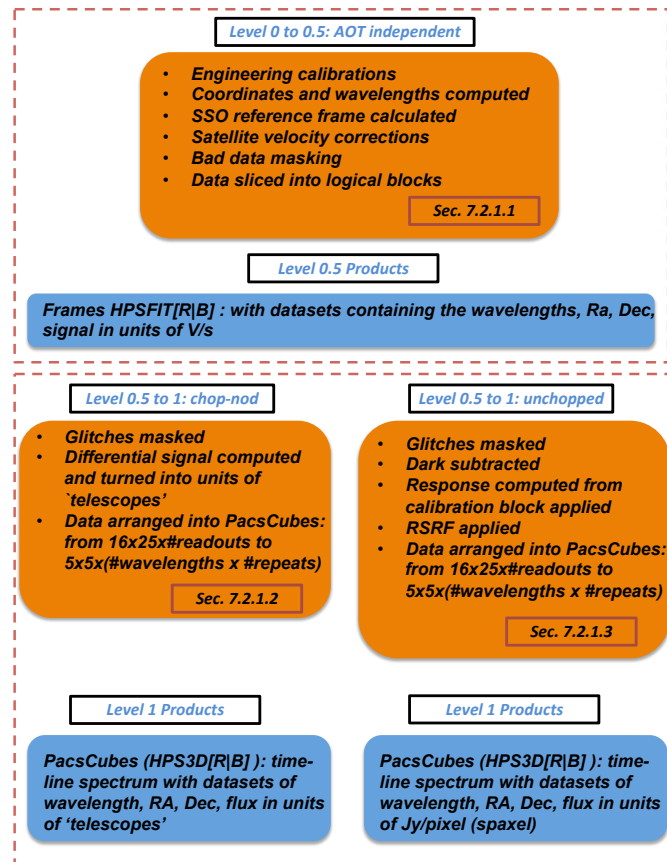 Level 0 to 0.5: AOT independent
• Engineering calibrations
• Coordinates and wavelengths computed
• SSO reference frame calculated
• Satellite velocity corrections
• Bad data masking
• Data sliced into logical blocks
Sec. 7.2.1.1
Level 0.5 Products
Frames HPSFIT[R|B] : with datasets containing the wavelengths, Ra, Dec,
signal in units of V/s
Level 0.5 to 1: chop-nod
• Glitches masked
• Differential signal computed
and turned into units of
`telescopes'
• Data arranged into PacsCubes:
from 16x25x#readouts to
5x5x(#wavelengths x #repeats)
Sec. 7.2.1.2
Level 0.5 to 1: unchopped
• Glitches masked
• Dark subtracted
• Response computed from
calibration block applied
• RSRF applied
• Data arranged into PacsCubes:
from 16x25x#readouts to
5x5x(#wavelengths x #repeats)
Sec. 7.2.1.3
Level 1 Products
PacsCubes (HPS3D[R|B] ): time-
line spectrum with datasets of
wavelength, RA, Dec, flux in units
of 'telescopes'
Level 1 Products
PacsCubes (HPS3D[R|B] ): time-
line spectrum with datasets of
wavelength, RA, Dec, flux in units
of Jy/pixel (spaxel)